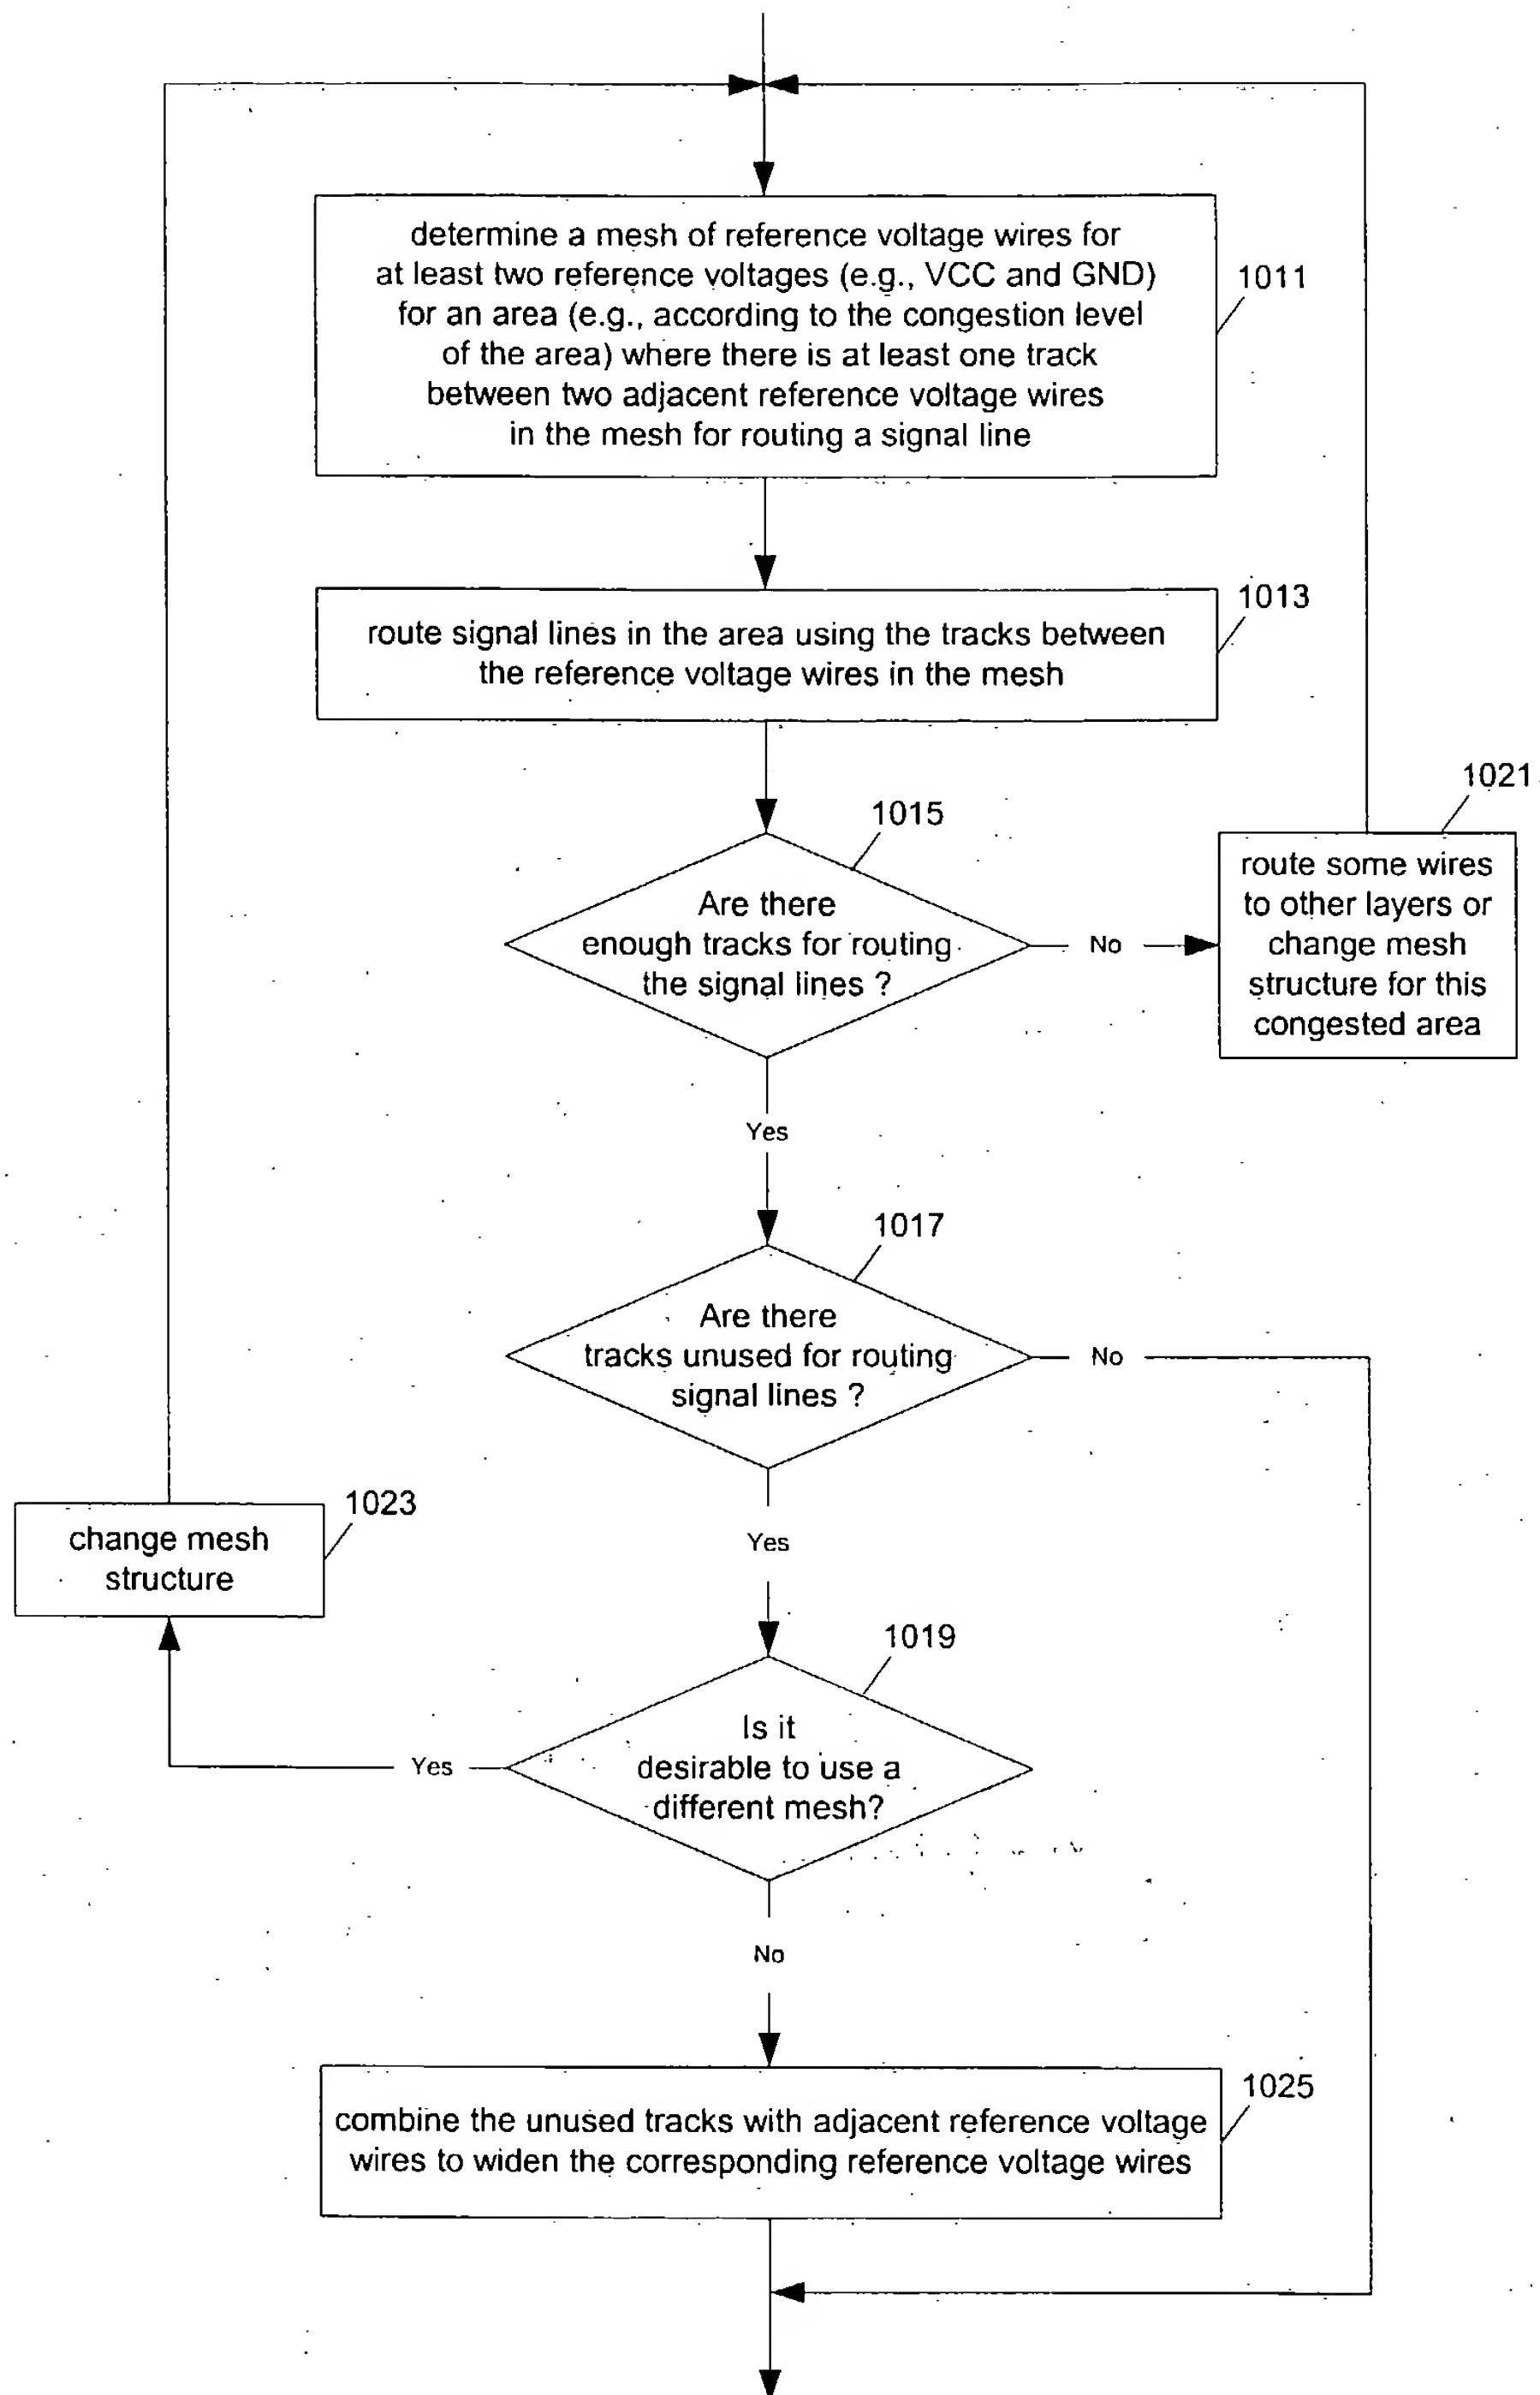 determine a mesh of reference voltage wires for
at least two reference voltages (e.g., VCC and GND)
for an area (e.g., according to the congestion level
of the area) where there is at least one track
between two adjacent reference voltage wires
in the mesh for routing a signal line
1011
route signal lines in the area using the tracks between
the reference voltage wires in the mesh
1013
1015
Are there
enough tracks for routing
the signal lines ?
No
1021
route some wires
to other layers or
change mesh
structure for this
congested area
Yes
1017
Are there
tracks unused for routing
signal lines ?
No
Yes
1023
change mesh
structure
1019
Is it
desirable to use a
different mesh?
Yes
No
1025
combine the unused tracks with adjacent reference voltage
wires to widen the corresponding reference voltage wires